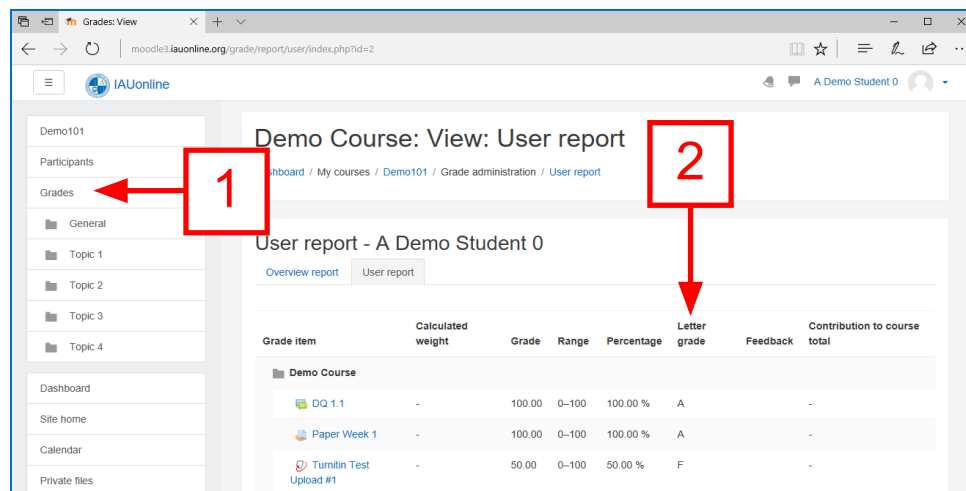 Grades: View
moodle3.iauonline.org/grade/report/user/index.php?id=2
IAUonline
A Demo Student 0
Demo101
Participants
Grades
General
Topic 1
Topic 2
Topic 3
Topic 4
Dashboard
Site home
Calendar
Private files
1
2
Demo Course: View: User report
shboard / My courses / Demo101 / Grade administration / User report
User report - A Demo Student 0
Overview report User report
Grade item Calculated weight Grade Range Percentage Letter grade Feedback Contribution to course total
Demo Course
DQ 1.1 - 100.00 0–100 100.00 % A -
Paper Week 1 - 100.00 0–100 100.00 % A -
Turnitin Test - 50.00 0–100 50.00 % F -
Upload #1